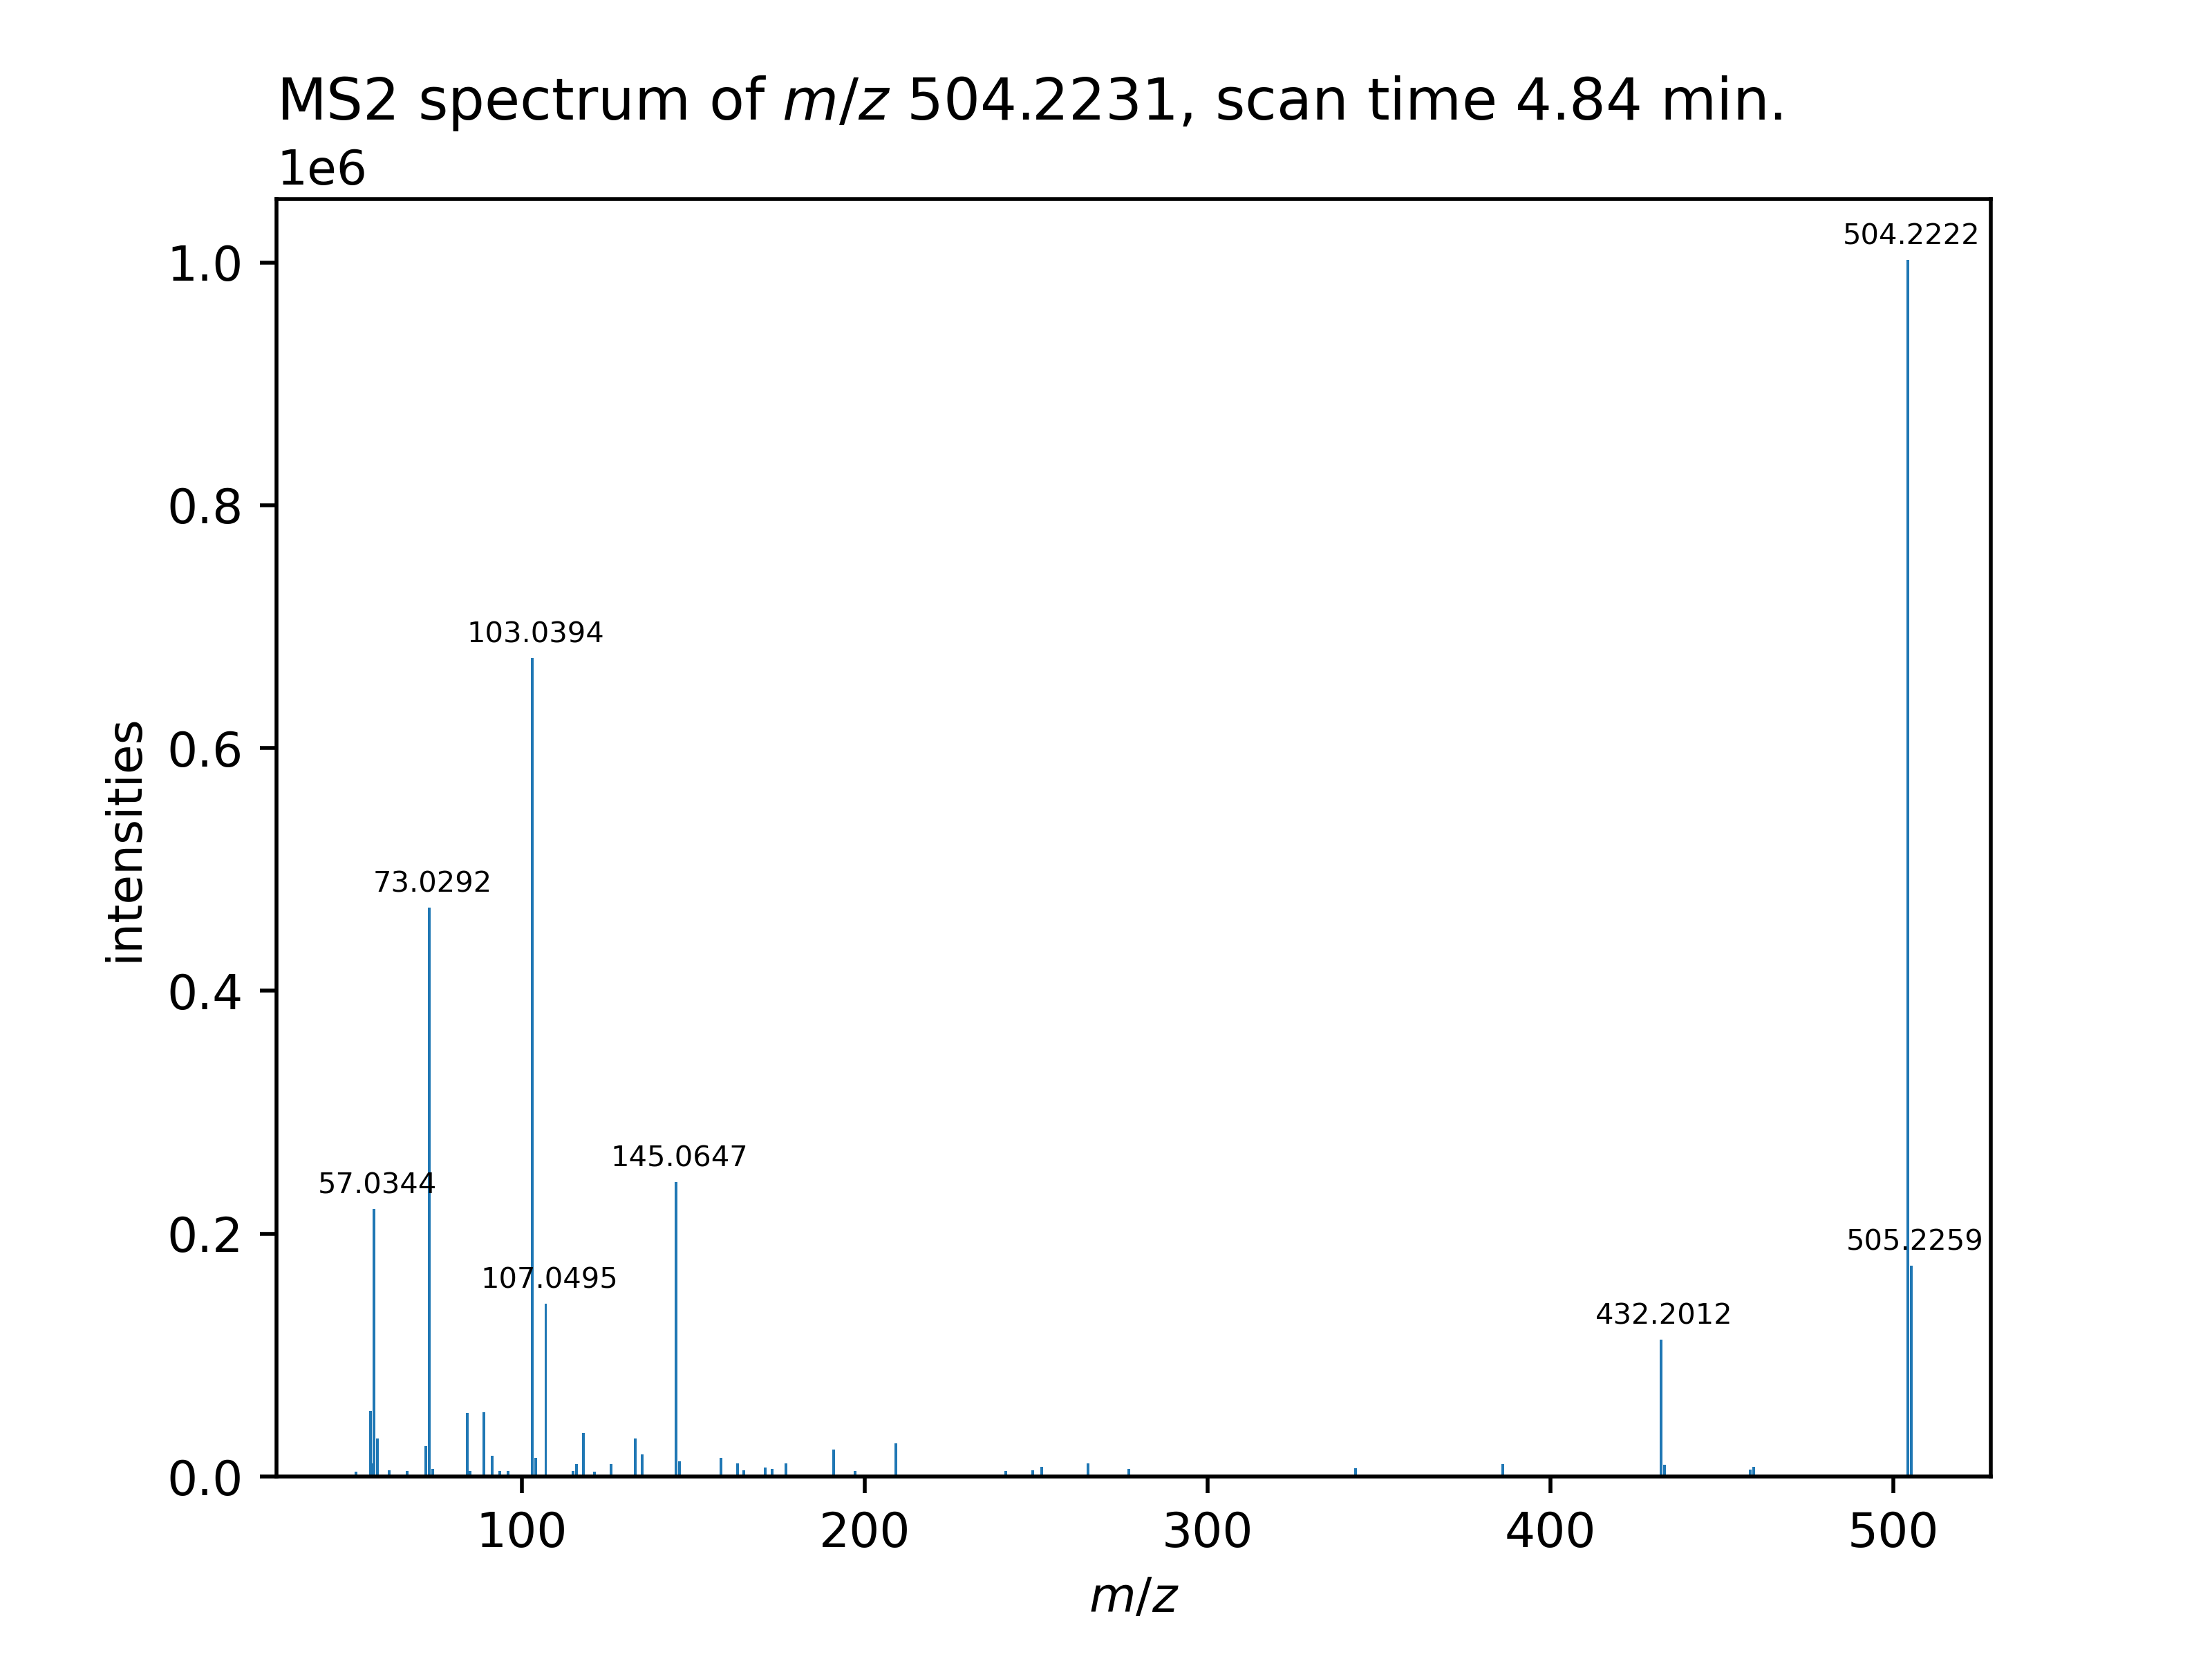 MS2 spectrum of m/z 504.2231, scan time 4.84 min.
1e6
504.2222
1.0
0.8
103.0394
0.6
73.0292
intensities
0.4
145.0647
57.0344
0.2
505.2259
107.0495
432.2012
0.0
100 200 300 400 500
m/z